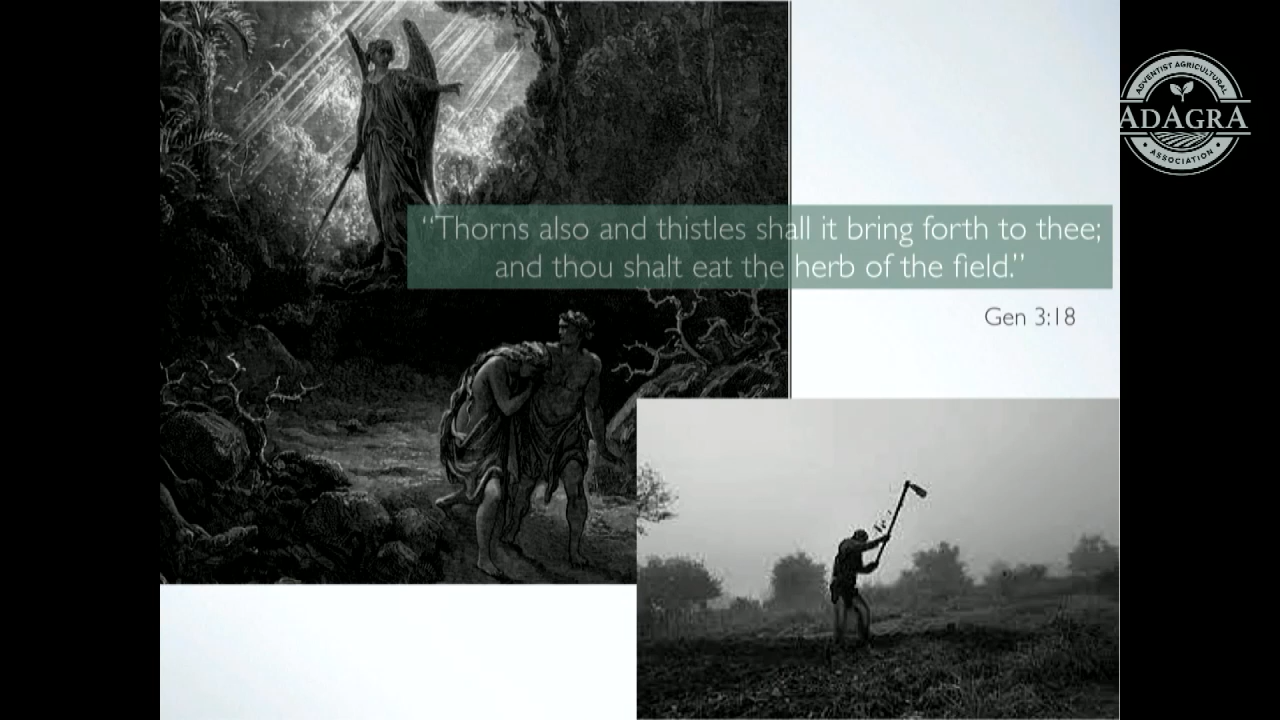 “Thorns also and thistles shall it bring forth to thee;
and thou shalt eat the herb of the field.”
Gen 3:18
ADVENTIST AGRICULTURAL
ADAGRA
ASSOCIATION